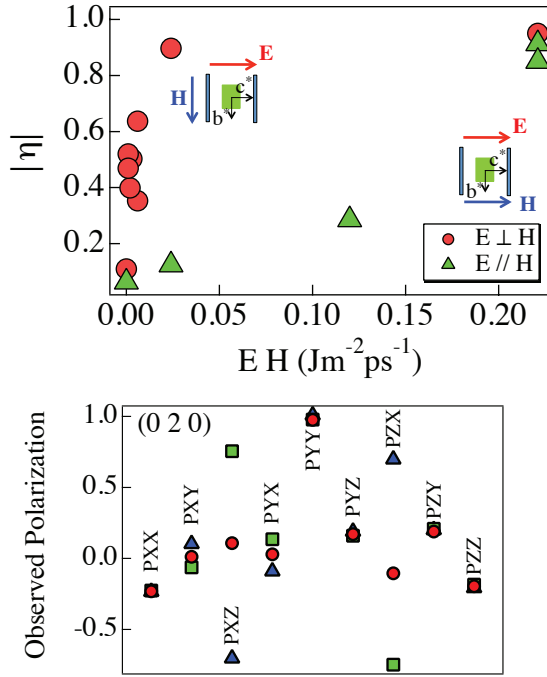 1.0
0.8
0.6
0.4
0.2
|η|
0.00
0.05
0.10
0.15
0.20
E H (Jm⁻²ps⁻¹)
E
H
c*
b*
E
c*
b*
H
E ⊥ H
E // H
(0 2 0)
1.0
0.5
0.0
-0.5
Observed Polarization
PXX
PXY
PXZ
PYX
PYY
PYZ
PZX
PZY
PZZ